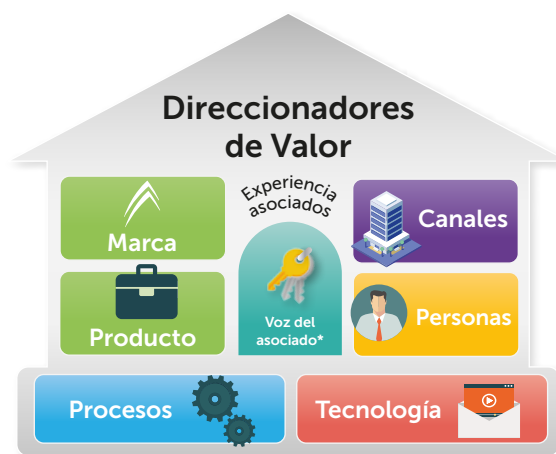 Direccionadores
de Valor
Experiencia
asociados
Marca
Canales
Voz del
asociado*
Producto
Personas
Procesos
Tecnología